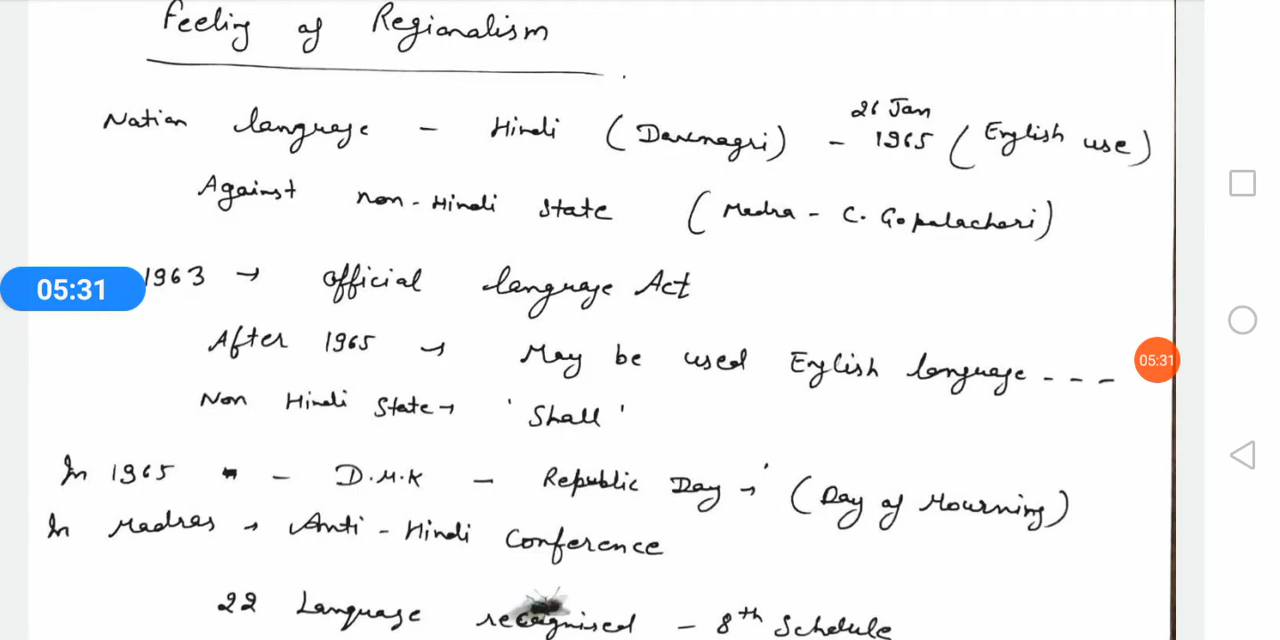 Feeling of Regionalism
Nation language - Hindi (Devnagri) - 26 Jan 1965 (English use)
Against non-Hindi State (Madra - C. Gopalachari)
1963 → official language Act
05:31
After 1965 → May be used English language - - -
05:31
Non Hindi State → 'Shall'
In 1965 - D.M.K - Republic Day → (Day of Mourning)
In Madras → Anti-Hindi Conference
22 Language recognised - 8th Schedule